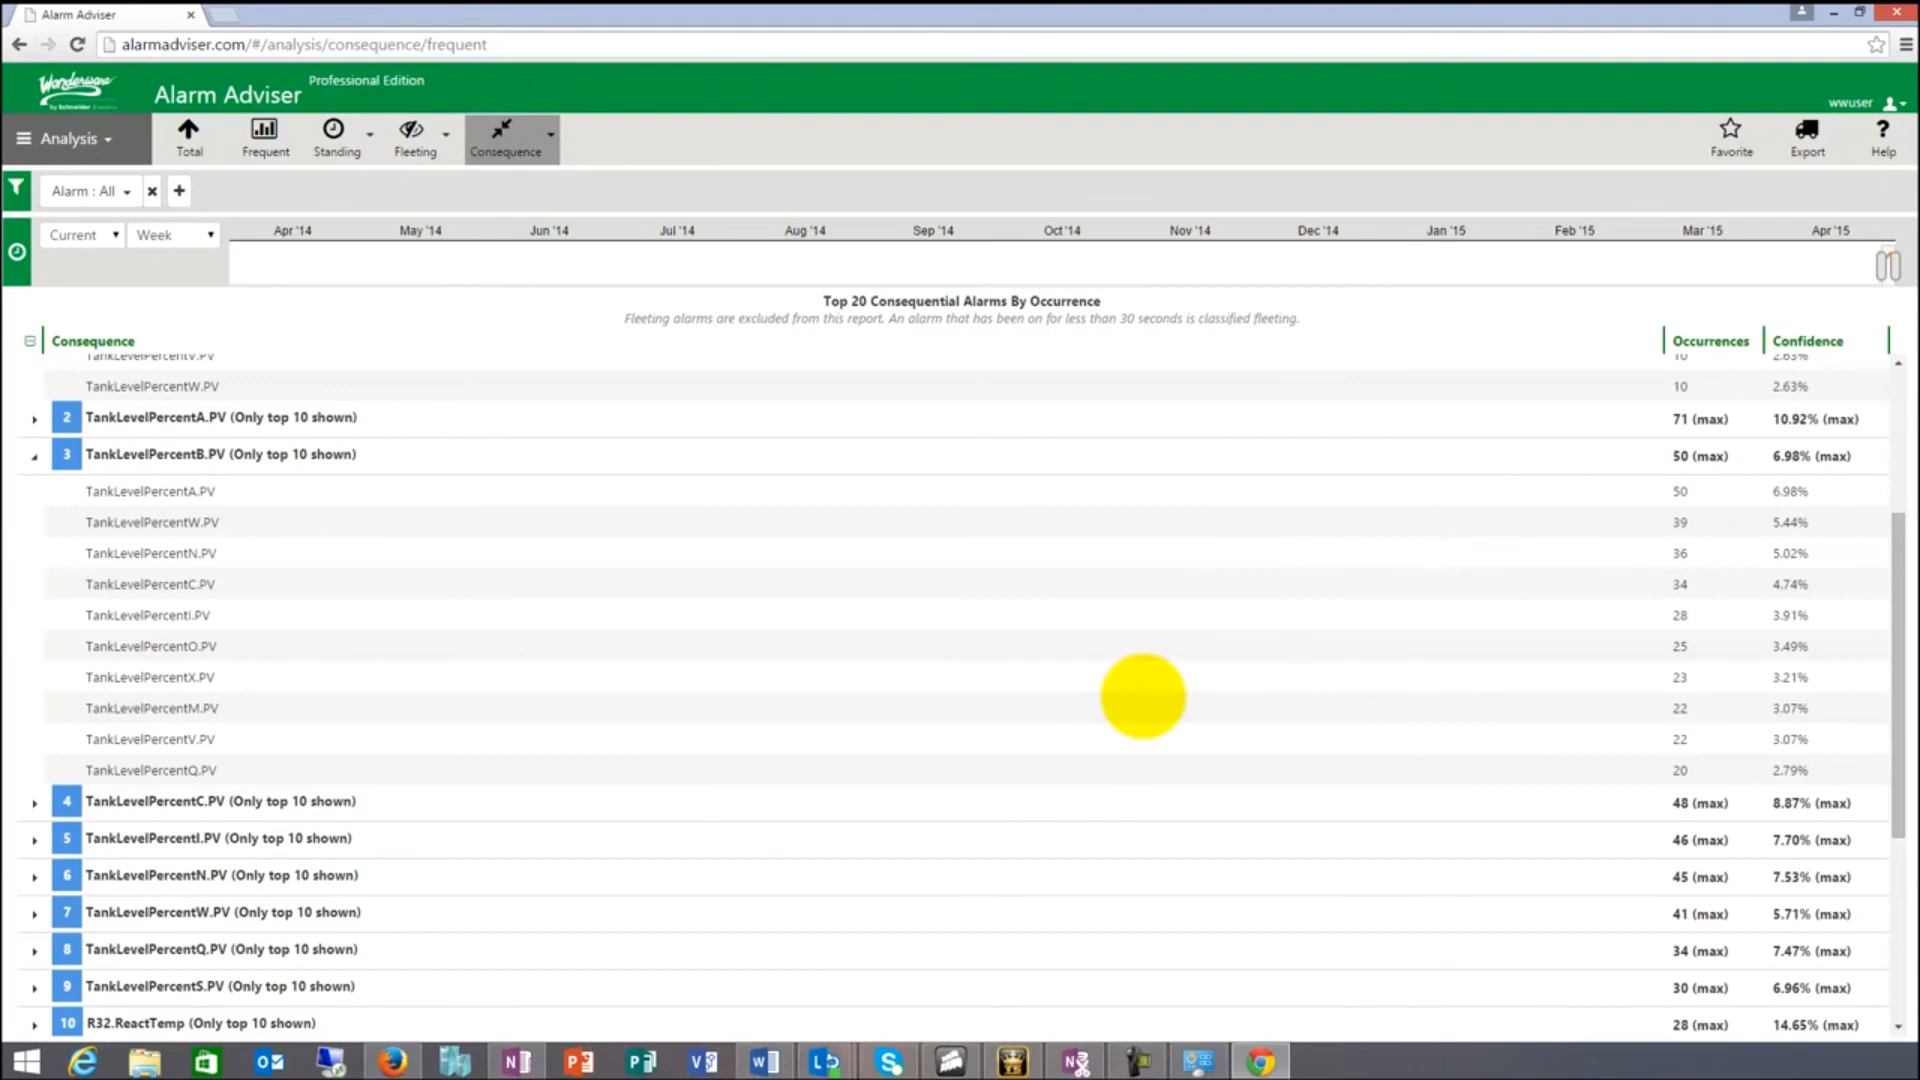 Alarm Adviser
alarmadviser.com/#/analysis/consequence/frequent
Wonderware
by Schneider Electric
Alarm Adviser
Professional Edition
wwuser
Analysis
Total
Frequent
Standing
Fleeting
Consequence
Favorite
Export
Help
Alarm : All
Current
Week
Apr '14 May '14 Jun '14 Jul '14 Aug '14 Sep '14 Oct '14 Nov '14 Dec '14 Jan '15 Feb '15 Mar '15 Apr '15
Top 20 Consequential Alarms By Occurrence
Fleeting alarms are excluded from this report. An alarm that has been on for less than 30 seconds is classified fleeting.
Consequence Occurrences Confidence
TankLevelPercentV.PV 10 2.63%
TankLevelPercentW.PV 10 2.63%
2 TankLevelPercentA.PV (Only top 10 shown) 71 (max) 10.92% (max)
3 TankLevelPercentB.PV (Only top 10 shown) 50 (max) 6.98% (max)
TankLevelPercentA.PV 50 6.98%
TankLevelPercentW.PV 39 5.44%
TankLevelPercentN.PV 36 5.02%
TankLevelPercentC.PV 34 4.74%
TankLevelPercentI.PV 28 3.91%
TankLevelPercentO.PV 25 3.49%
TankLevelPercentX.PV 23 3.21%
TankLevelPercentM.PV 22 3.07%
TankLevelPercentV.PV 22 3.07%
TankLevelPercentQ.PV 20 2.79%
4 TankLevelPercentC.PV (Only top 10 shown) 48 (max) 8.87% (max)
5 TankLevelPercentI.PV (Only top 10 shown) 46 (max) 7.70% (max)
6 TankLevelPercentN.PV (Only top 10 shown) 45 (max) 7.53% (max)
7 TankLevelPercentW.PV (Only top 10 shown) 41 (max) 5.71% (max)
8 TankLevelPercentQ.PV (Only top 10 shown) 34 (max) 7.47% (max)
9 TankLevelPercentS.PV (Only top 10 shown) 30 (max) 6.96% (max)
10 R32.ReactTemp (Only top 10 shown) 28 (max) 14.65% (max)